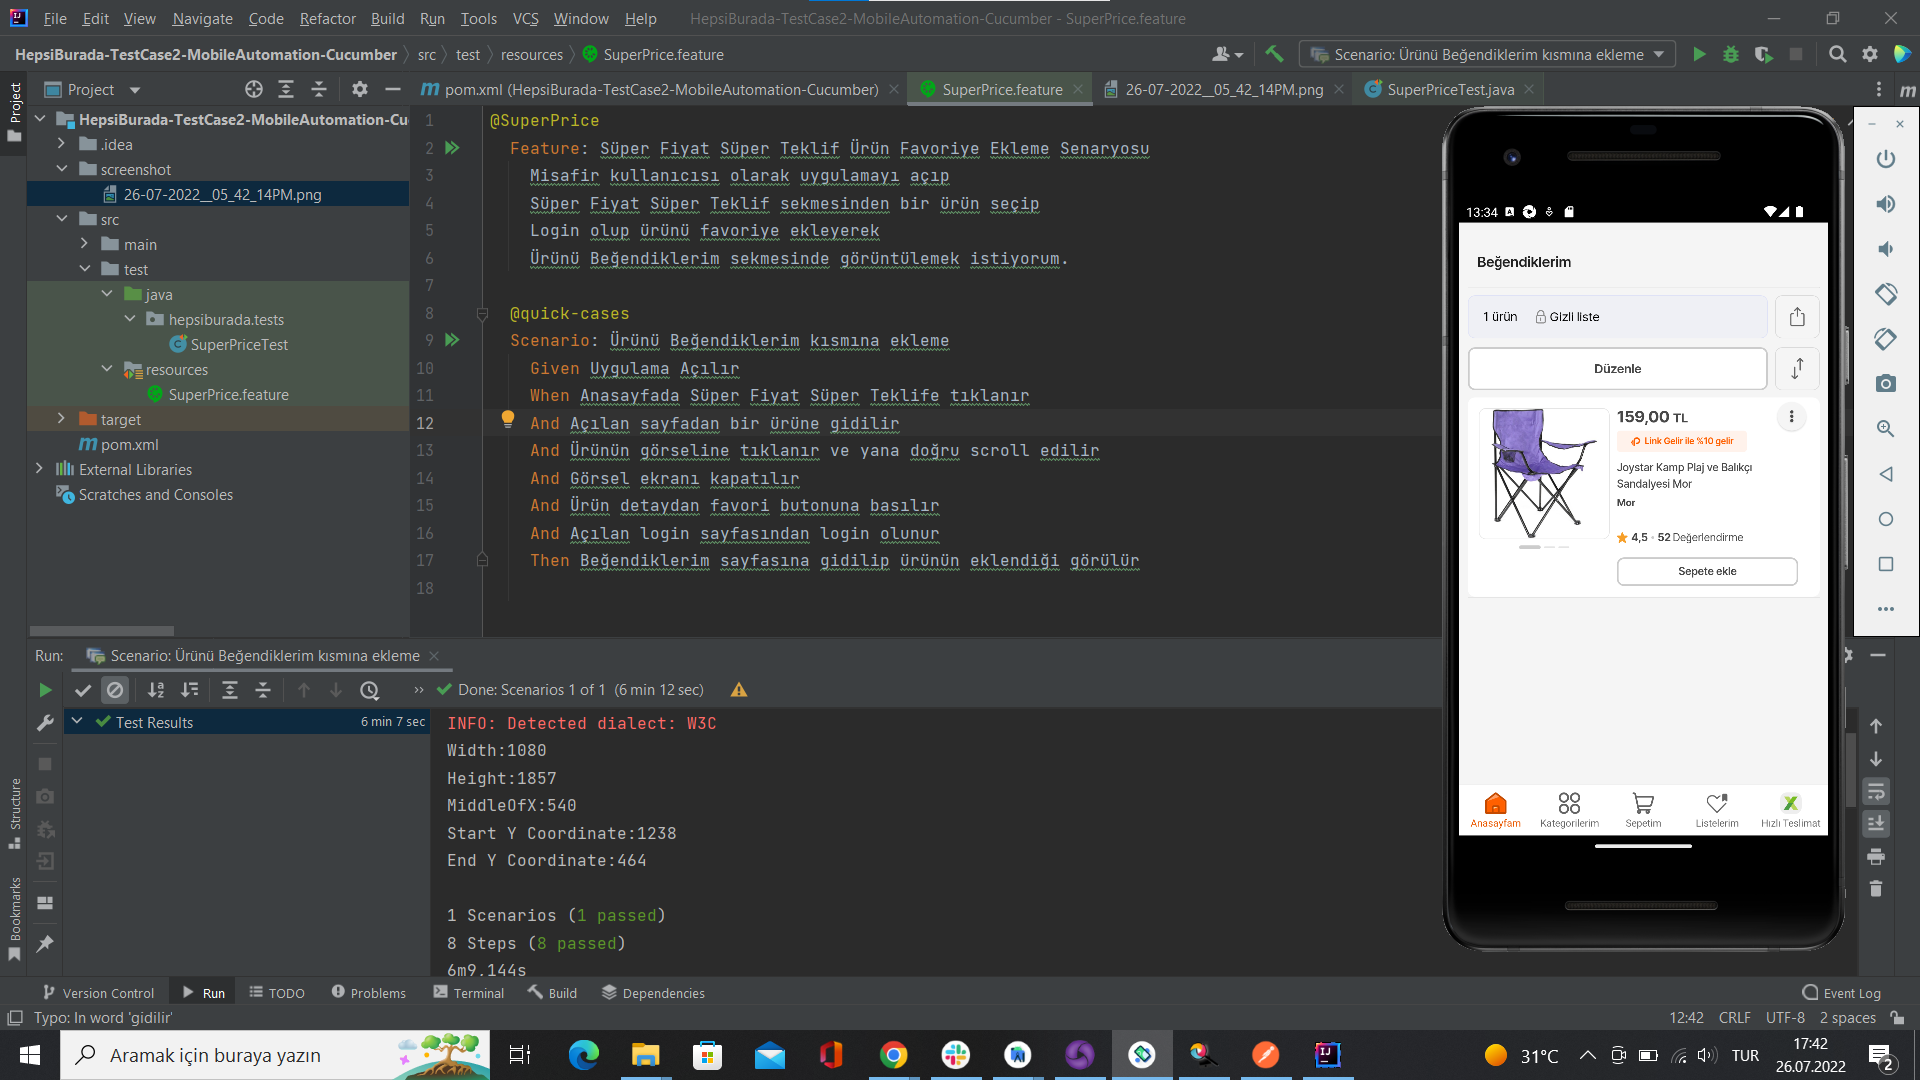 File Edit View Navigate Code Refactor Build Run Tools VCS Window Help HepsiBurada-TestCase2-MobileAutomation-Cucumber - SuperPrice.feature
HepsiBurada-TestCase2-MobileAutomation-Cucumber src test resources SuperPrice.feature Scenario: Ürünü Beğendiklerim kısmına ekleme
Project
Project
pom.xml (HepsiBurada-TestCase2-MobileAutomation-Cucumber) SuperPrice.feature 26-07-2022__05_42_14PM.png SuperPriceTest.java
HepsiBurada-TestCase2-MobileAutomation-Cu
.idea
screenshot
26-07-2022__05_42_14PM.png
src
main
test
java
hepsiburada.tests
SuperPriceTest
resources
SuperPrice.feature
target
pom.xml
External Libraries
Scratches and Consoles
1 @SuperPrice
2 Feature: Süper Fiyat Süper Teklif Ürün Favoriye Ekleme Senaryosu
3 Misafir kullanıcısı olarak uygulamayı açıp
4 Süper Fiyat Süper Teklif sekmesinden bir ürün seçip
5 Login olup ürünü favoriye ekleyerek
6 Ürünü Beğendiklerim sekmesinde görüntülemek istiyorum.
7
8 @quick-cases
9 Scenario: Ürünü Beğendiklerim kısmına ekleme
10 Given Uygulama Açılır
11 When Anasayfada Süper Fiyat Süper Teklife tıklanır
12 And Açılan sayfadan bir ürüne gidilir
13 And Ürünün görseline tıklanır ve yana doğru scroll edilir
14 And Görsel ekranı kapatılır
15 And Ürün detaydan favori butonuna basılır
16 And Açılan login sayfasından login olunur
17 Then Beğendiklerim sayfasına gidilip ürünün eklendiği görülür
18
13:34
Beğendiklerim
1 ürün Gizli liste
Düzenle
159,00 TL
Link Gelir ile %10 gelir
Joystar Kamp Plaj ve Balıkçı
Sandalyesi Mor
Mor
4,5 · 52 Değerlendirme
Sepete ekle
Anasayfam Kategorilerim Sepetim Listelerim Hızlı Teslimat
Run: Scenario: Ürünü Beğendiklerim kısmına ekleme
Done: Scenarios 1 of 1 (6 min 12 sec)
Test Results 6 min 7 sec
INFO: Detected dialect: W3C
Width:1080
Height:1857
MiddleOfX:540
Start Y Coordinate:1238
End Y Coordinate:464
1 Scenarios (1 passed)
8 Steps (8 passed)
6m9.144s
Structure
Bookmarks
Version Control Run TODO Problems Terminal Build Dependencies Event Log
Typo: In word 'gidilir' 12:42 CRLF UTF-8 2 spaces
Aramak için buraya yazın
31°C TUR
17:42
26.07.2022
2